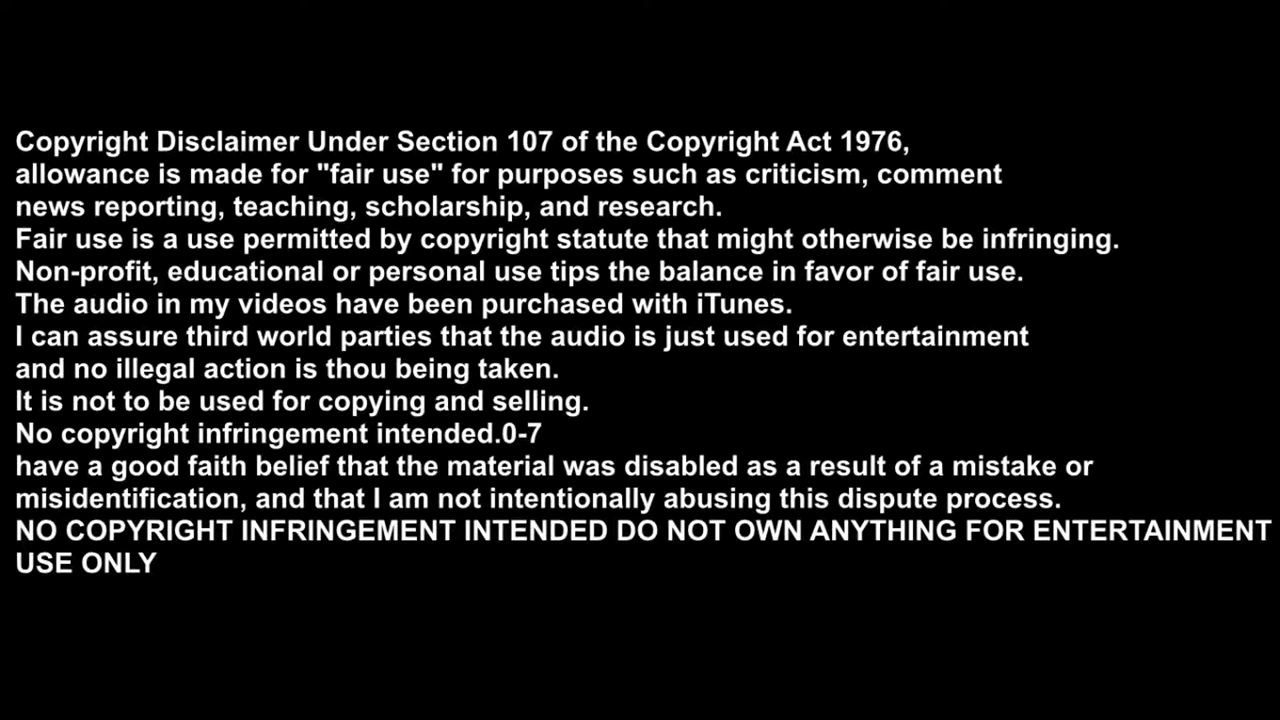 Copyright Disclaimer Under Section 107 of the Copyright Act 1976,
allowance is made for "fair use" for purposes such as criticism, comment
news reporting, teaching, scholarship, and research.
Fair use is a use permitted by copyright statute that might otherwise be infringing.
Non-profit, educational or personal use tips the balance in favor of fair use.
The audio in my videos have been purchased with iTunes.
I can assure third world parties that the audio is just used for entertainment
and no illegal action is thou being taken.
It is not to be used for copying and selling.
No copyright infringement intended.0-7
have a good faith belief that the material was disabled as a result of a mistake or
misidentification, and that I am not intentionally abusing this dispute process.
NO COPYRIGHT INFRINGEMENT INTENDED DO NOT OWN ANYTHING FOR ENTERTAINMENT
USE ONLY